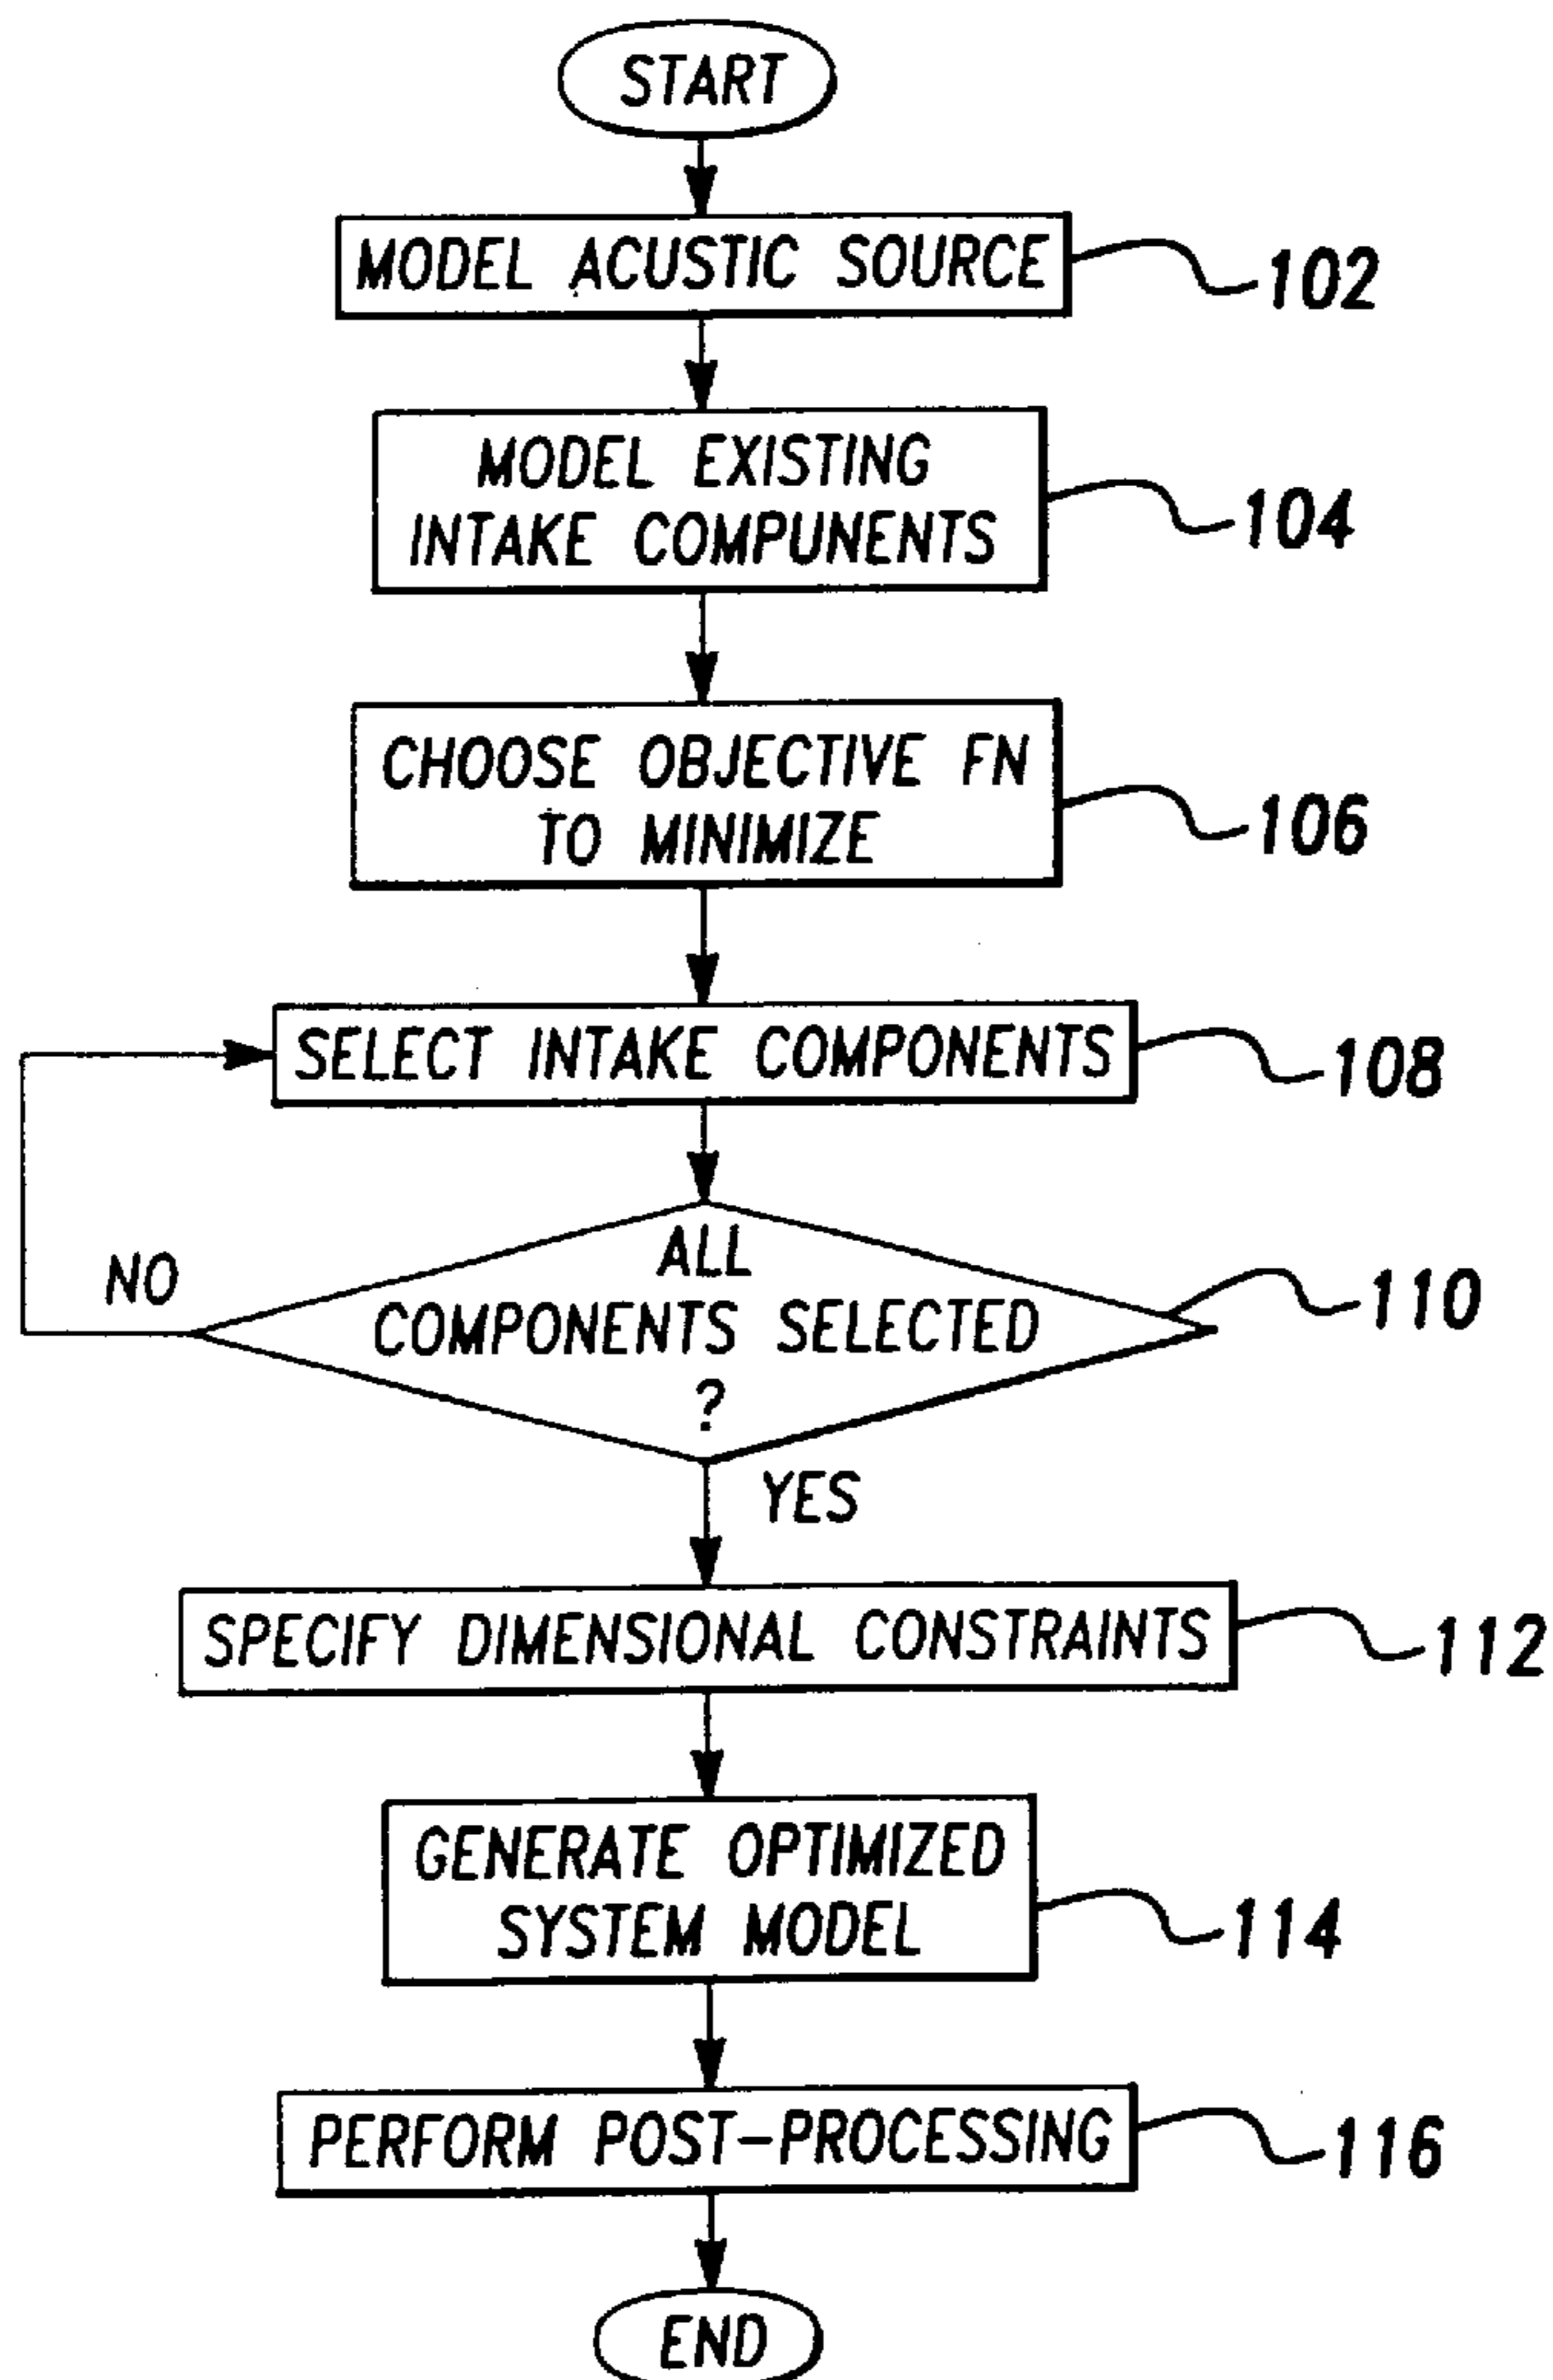 START
MODEL ACUSTIC SOURCE
102
MODEL EXISTING
INTAKE COMPUNENTS
104
CHOOSE OBJECTIVE FN
TO MINIMIZE
106
SELECT INTAKE COMPONENTS
108
ALL
COMPONENTS SELECTED
?
110
NO
YES
SPECIFY DIMENSIONAL CONSTRAINTS
112
GENERATE OPTIMIZED
SYSTEM MODEL
114
PERFORM POST-PROCESSING
116
END